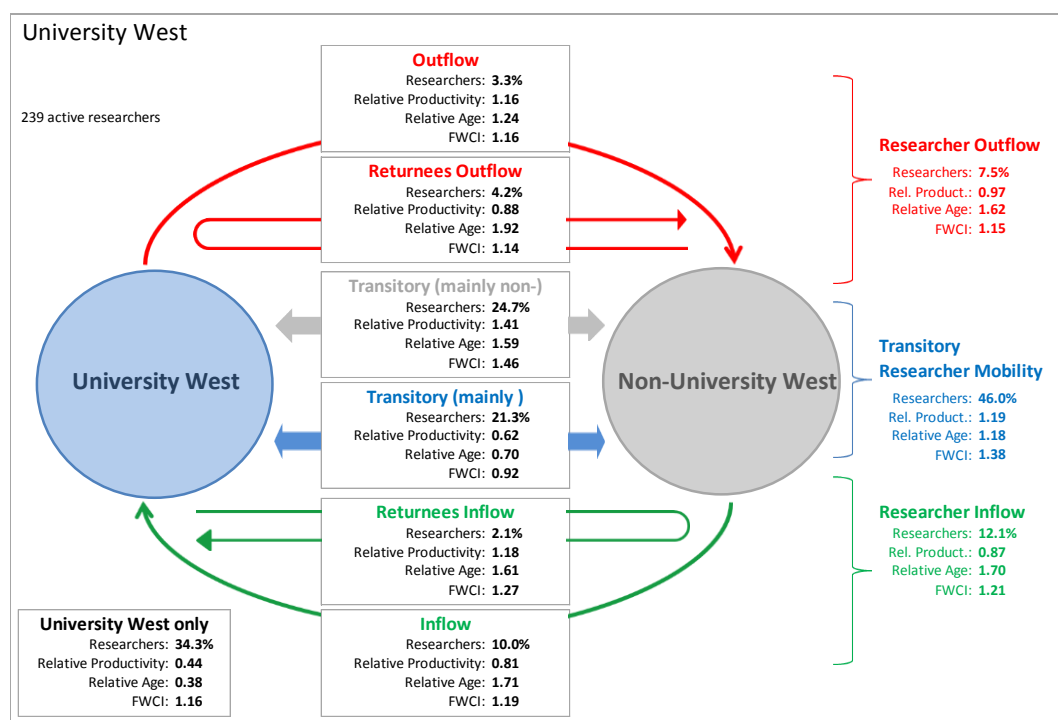 University West
239 active researchers
Outflow
Researchers: 3.3%
Relative Productivity: 1.16
Relative Age: 1.24
FWCI: 1.16
Returnees Outflow
Researchers: 4.2%
Relative Productivity: 0.88
Relative Age: 1.92
FWCI: 1.14
Researcher Outflow
Researchers: 7.5%
Rel. Product.: 0.97
Relative Age: 1.62
FWCI: 1.15
University West
Transitory (mainly non-)
Researchers: 24.7%
Relative Productivity: 1.41
Relative Age: 1.59
FWCI: 1.46
Transitory (mainly )
Researchers: 21.3%
Relative Productivity: 0.62
Relative Age: 0.70
FWCI: 0.92
Non-University West
Transitory
Researcher Mobility
Researchers: 46.0%
Rel. Product.: 1.19
Relative Age: 1.18
FWCI: 1.38
Returnees Inflow
Researchers: 2.1%
Relative Productivity: 1.18
Relative Age: 1.61
FWCI: 1.27
Researcher Inflow
Researchers: 12.1%
Rel. Product.: 0.87
Relative Age: 1.70
FWCI: 1.21
University West only
Researchers: 34.3%
Relative Productivity: 0.44
Relative Age: 0.38
FWCI: 1.16
Inflow
Researchers: 10.0%
Relative Productivity: 0.81
Relative Age: 1.71
FWCI: 1.19